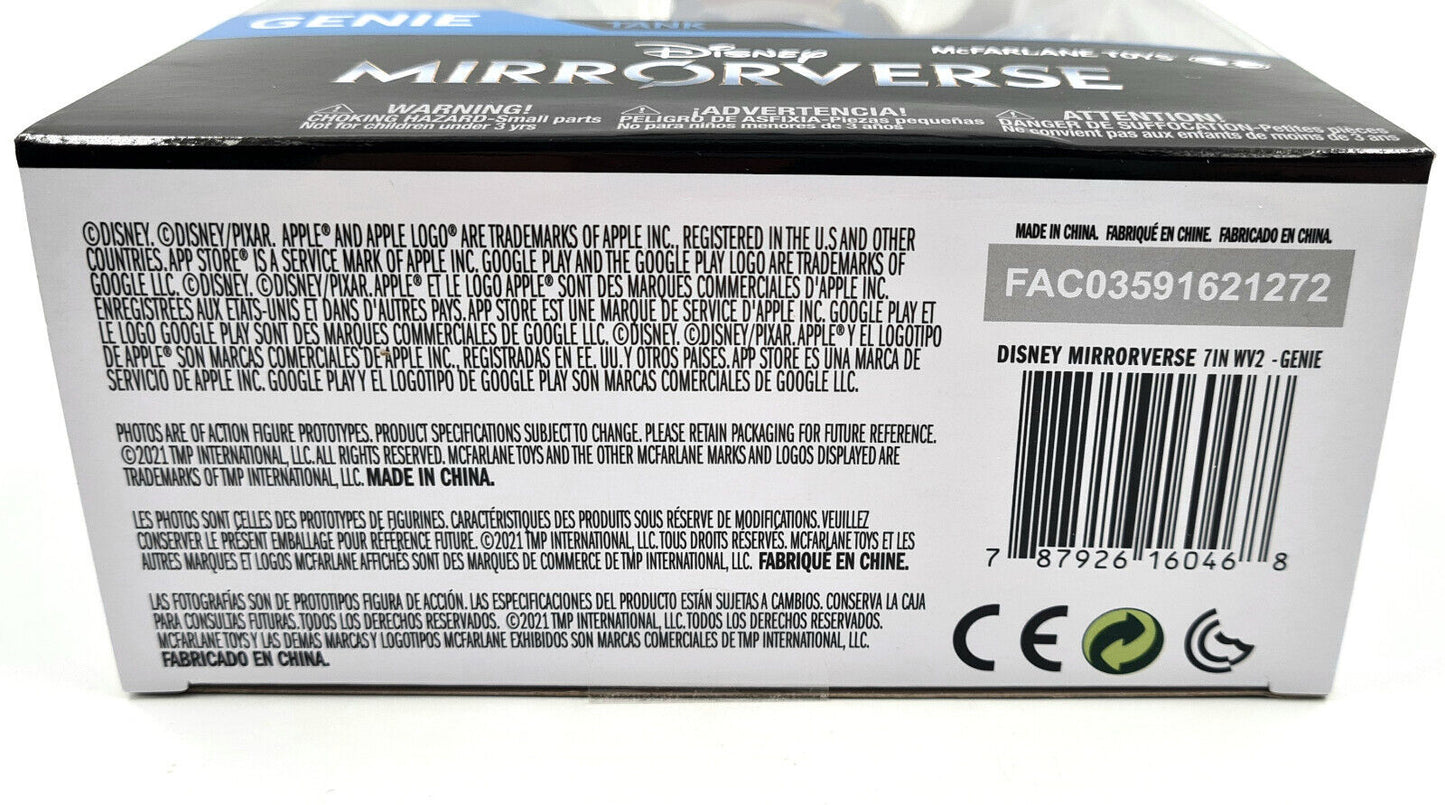 GENIE
TANK
Disney
MIRRORVERSE
McFARLANE TOYS
WARNING!
CHOKING HAZARD-Small parts
Not for children under 3 yrs
¡ADVERTENCIA!
PELIGRO DE ASFIXIA-Piezas pequeñas
No para niños menores de 3 años
ATTENTION!
DANGER DE SUFFOCATION-Petites pièces
Ne convient pas aux enfants de moins de 3 ans
©DISNEY. ©DISNEY/PIXAR. APPLE® AND APPLE LOGO® ARE TRADEMARKS OF APPLE INC., REGISTERED IN THE U.S AND OTHER
COUNTRIES. APP STORE® IS A SERVICE MARK OF APPLE INC. GOOGLE PLAY AND THE GOOGLE PLAY LOGO ARE TRADEMARKS OF
GOOGLE LLC. ©DISNEY. ©DISNEY/PIXAR. APPLE® ET LE LOGO APPLE® SONT DES MARQUES COMMERCIALES D'APPLE INC.
ENREGISTRÉES AUX ETATS-UNIS ET DANS D'AUTRES PAYS. APP STORE EST UNE MARQUE DE SERVICE D'APPLE INC. GOOGLE PLAY ET
LE LOGO GOOGLE PLAY SONT DES MARQUES COMMERCIALES DE GOOGLE LLC. ©DISNEY. ©DISNEY/PIXAR. APPLE® Y EL LOGOTIPO
DE APPLE® SON MARCAS COMERCIALES DE APPLE INC., REGISTRADAS EN EE. UU. Y OTROS PAISES. APP STORE ES UNA MARCA DE
SERVICIO DE APPLE INC. GOOGLE PLAY Y EL LOGOTIPO DE GOOGLE PLAY SON MARCAS COMERCIALES DE GOOGLE LLC.
PHOTOS ARE OF ACTION FIGURE PROTOTYPES. PRODUCT SPECIFICATIONS SUBJECT TO CHANGE. PLEASE RETAIN PACKAGING FOR FUTURE REFERENCE.
©2021 TMP INTERNATIONAL, LLC. ALL RIGHTS RESERVED. MCFARLANE TOYS AND THE OTHER MCFARLANE MARKS AND LOGOS DISPLAYED ARE
TRADEMARKS OF TMP INTERNATIONAL, LLC. MADE IN CHINA.
LES PHOTOS SONT CELLES DES PROTOTYPES DE FIGURINES. CARACTÉRISTIQUES DES PRODUITS SOUS RÉSERVE DE MODIFICATIONS. VEUILLEZ
CONSERVER LE PRÉSENT EMBALLAGE POUR RÉFÉRENCE FUTURE. ©2021 TMP INTERNATIONAL, LLC. TOUS DROITS RÉSERVES. MCFARLANE TOYS ET LES
AUTRES MARQUES ET LOGOS MCFARLANE AFFICHÉS SONT DES MARQUES DE COMMERCE DE TMP INTERNATIONAL, LLC. FABRIQUÉ EN CHINE.
LAS FOTOGRAFÍAS SON DE PROTOTIPOS FIGURA DE ACCIÓN. LAS ESPECIFICACIONES DEL PRODUCTO ESTÁN SUJETAS A CAMBIOS. CONSERVA LA CAJA
PARA CONSULTAS FUTURAS. TODOS LOS DERECHOS RESERVADOS. ©2021 TMP INTERNATIONAL, LLC. TODOS LOS DERECHOS RESERVADOS.
MCFARLANE TOYS Y LAS DEMAS MARCAS Y LOGOTIPOS MCFARLANE EXHIBIDOS SON MARCAS COMERCIALES DE TMP INTERNATIONAL, LLC.
FABRICADO EN CHINA.
MADE IN CHINA. FABRIQUÉ EN CHINE. FABRICADO EN CHINA.
FAC03591621272
DISNEY MIRRORVERSE 7IN WV2 - GENIE
7 87926 16046 8
CE